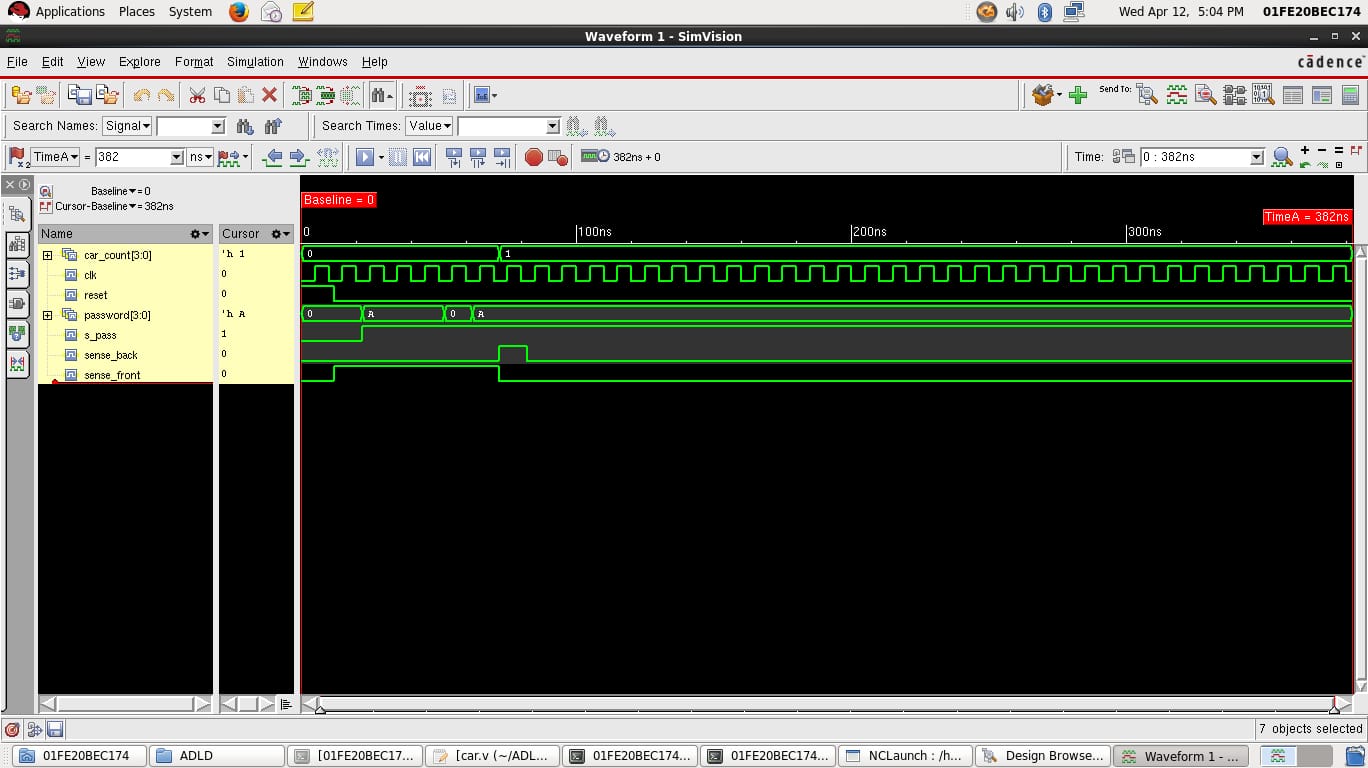 Applications Places System Wed Apr 12, 5:04 PM 01FE20BEC174
Waveform 1 - SimVision
File Edit View Explore Format Simulation Windows Help cādence
Send To:
Search Names: Signal Search Times: Value
TimeA = 382 ns 382ns + 0 Time: 0 : 382ns
Baseline = 0
Cursor-Baseline = 382ns
Baseline = 0
TimeA = 382ns
Name Cursor 0 100ns 200ns 300ns
car_count[3:0] 'h 1 0 1
clk 0
reset 0
password[3:0] 'h A 0 A 0 A
s_pass 1
sense_back 0
sense_front 0
7 objects selected
01FE20BEC174 ADLD [01FE20BEC17... [car.v (~/ADL... 01FE20BEC174... 01FE20BEC174... NCLaunch : /h... Design Browse... Waveform 1 - ...